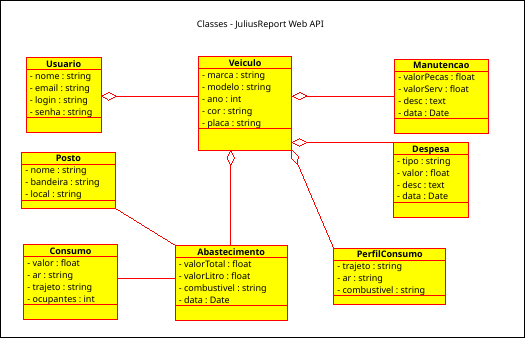 Classes - JuliusReport Web API
Usuario
- nome : string
- email : string
- login : string
- senha : string
Veiculo
- marca : string
- modelo : string
- ano : int
- cor : string
- placa : string
Manutencao
- valorPecas : float
- valorServ : float
- desc : text
- data : Date
Posto
- nome : string
- bandeira : string
- local : string
Despesa
- tipo : string
- valor : float
- desc : text
- data : Date
Consumo
- valor : float
- ar : string
- trajeto : string
- ocupantes : int
Abastecimento
- valorTotal : float
- valorLitro : float
- combustivel : string
- data : Date
PerfilConsumo
- trajeto : string
- ar : string
- combustivel : string